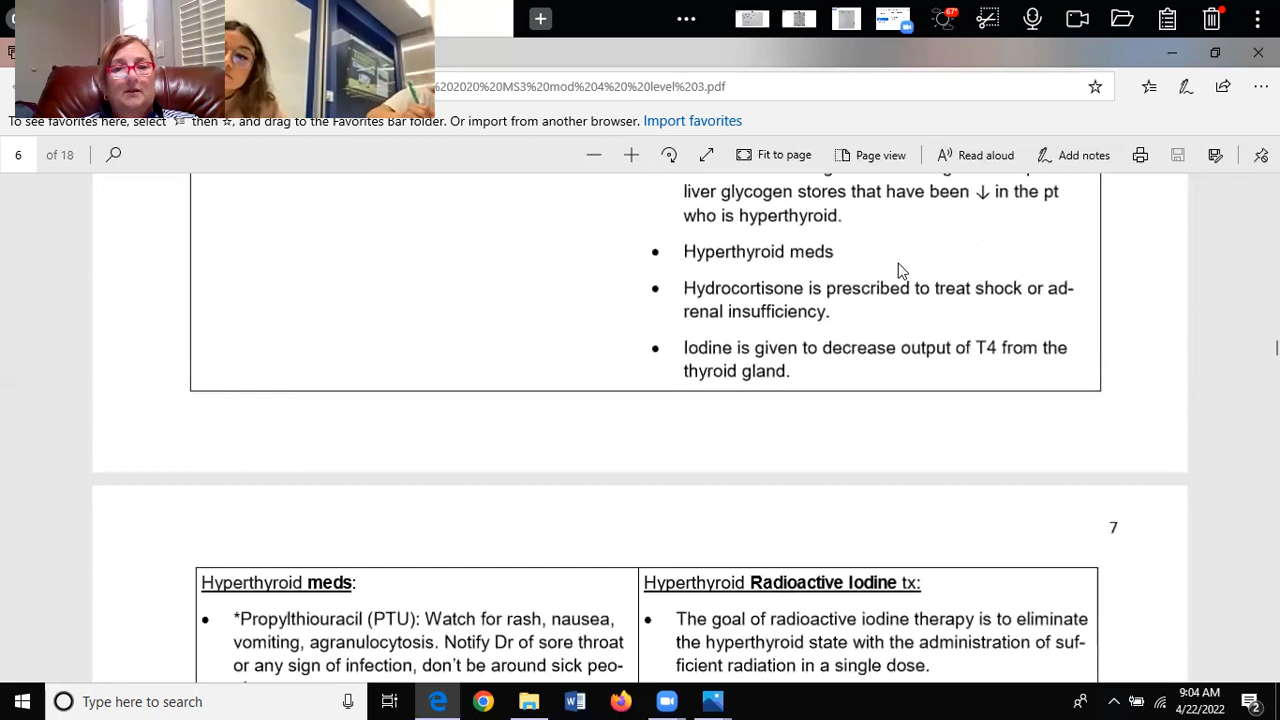 67°
202020%20MS3%20mod%204%20%20level%203.pdf
To see favorites here, select then, and drag to the Favorites Bar folder. Or import from another browser. Import favorites
6 of 18 Fit to page Page view Read aloud Add notes
liver glycogen stores that have been ↓ in the pt
who is hyperthyroid.
• Hyperthyroid meds
• Hydrocortisone is prescribed to treat shock or ad-
renal insufficiency.
• Iodine is given to decrease output of T4 from the
thyroid gland.
7
Hyperthyroid meds:
• *Propylthiouracil (PTU): Watch for rash, nausea,
vomiting, agranulocytosis. Notify Dr of sore throat
or any sign of infection, don't be around sick peo-
Hyperthyroid Radioactive Iodine tx:
• The goal of radioactive iodine therapy is to eliminate
the hyperthyroid state with the administration of suf-
ficient radiation in a single dose.
Type here to search
9:04 AM
4/22/2022
2